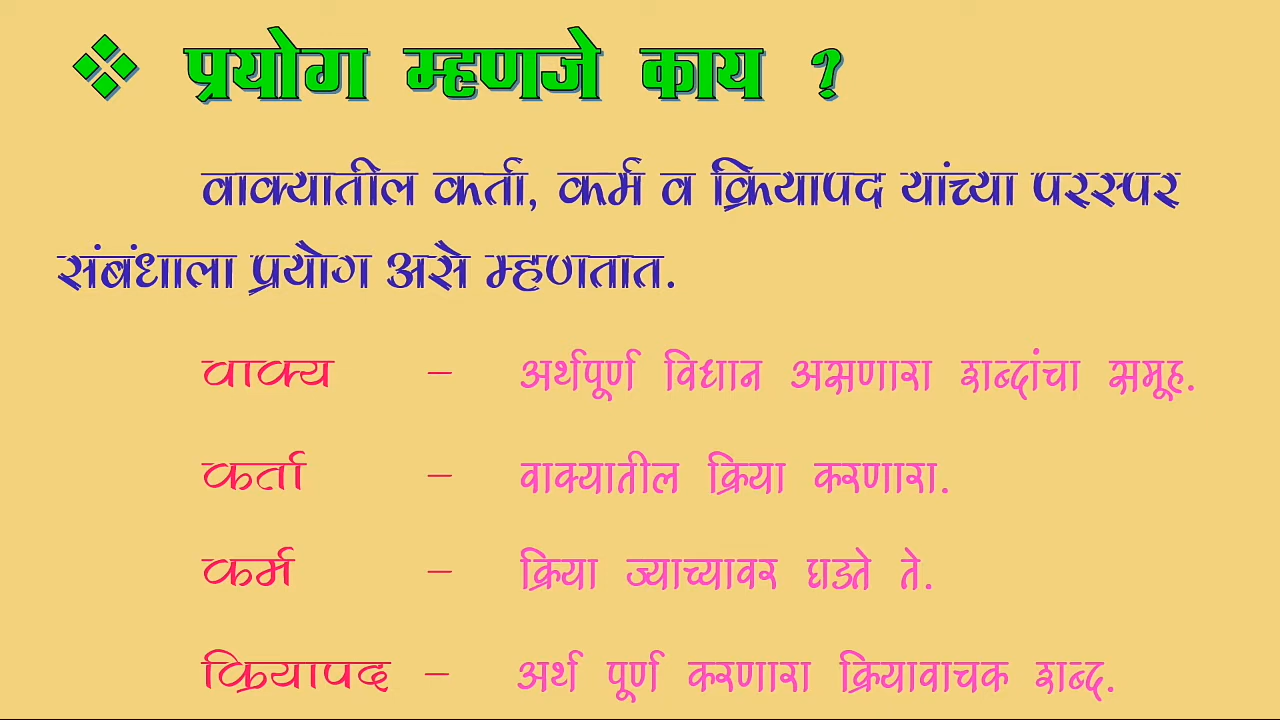 ❖ प्रयोग म्हणजे काय ?
वाक्यातील कर्ता, कर्म व क्रियापद यांच्या परस्पर
संबंधाला प्रयोग असे म्हणतात.
वाक्य – अर्थपूर्ण विधान असणारा शब्दांचा समूह.
कर्ता – वाक्यातील क्रिया करणारा.
कर्म – क्रिया ज्याच्यावर घडते ते.
क्रियापद – अर्थ पूर्ण करणारा क्रियावाचक शब्द.